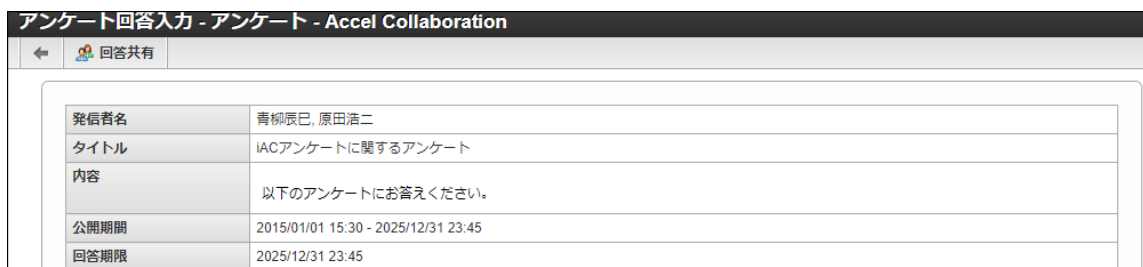 アンケート回答入力 - アンケート - Accel Collaboration
回答共有
発信者名 青柳辰巳, 原田浩二
タイトル iACアンケートに関するアンケート
内容 以下のアンケートにお答えください。
公開期間 2015/01/01 15:30 - 2025/12/31 23:45
回答期限 2025/12/31 23:45